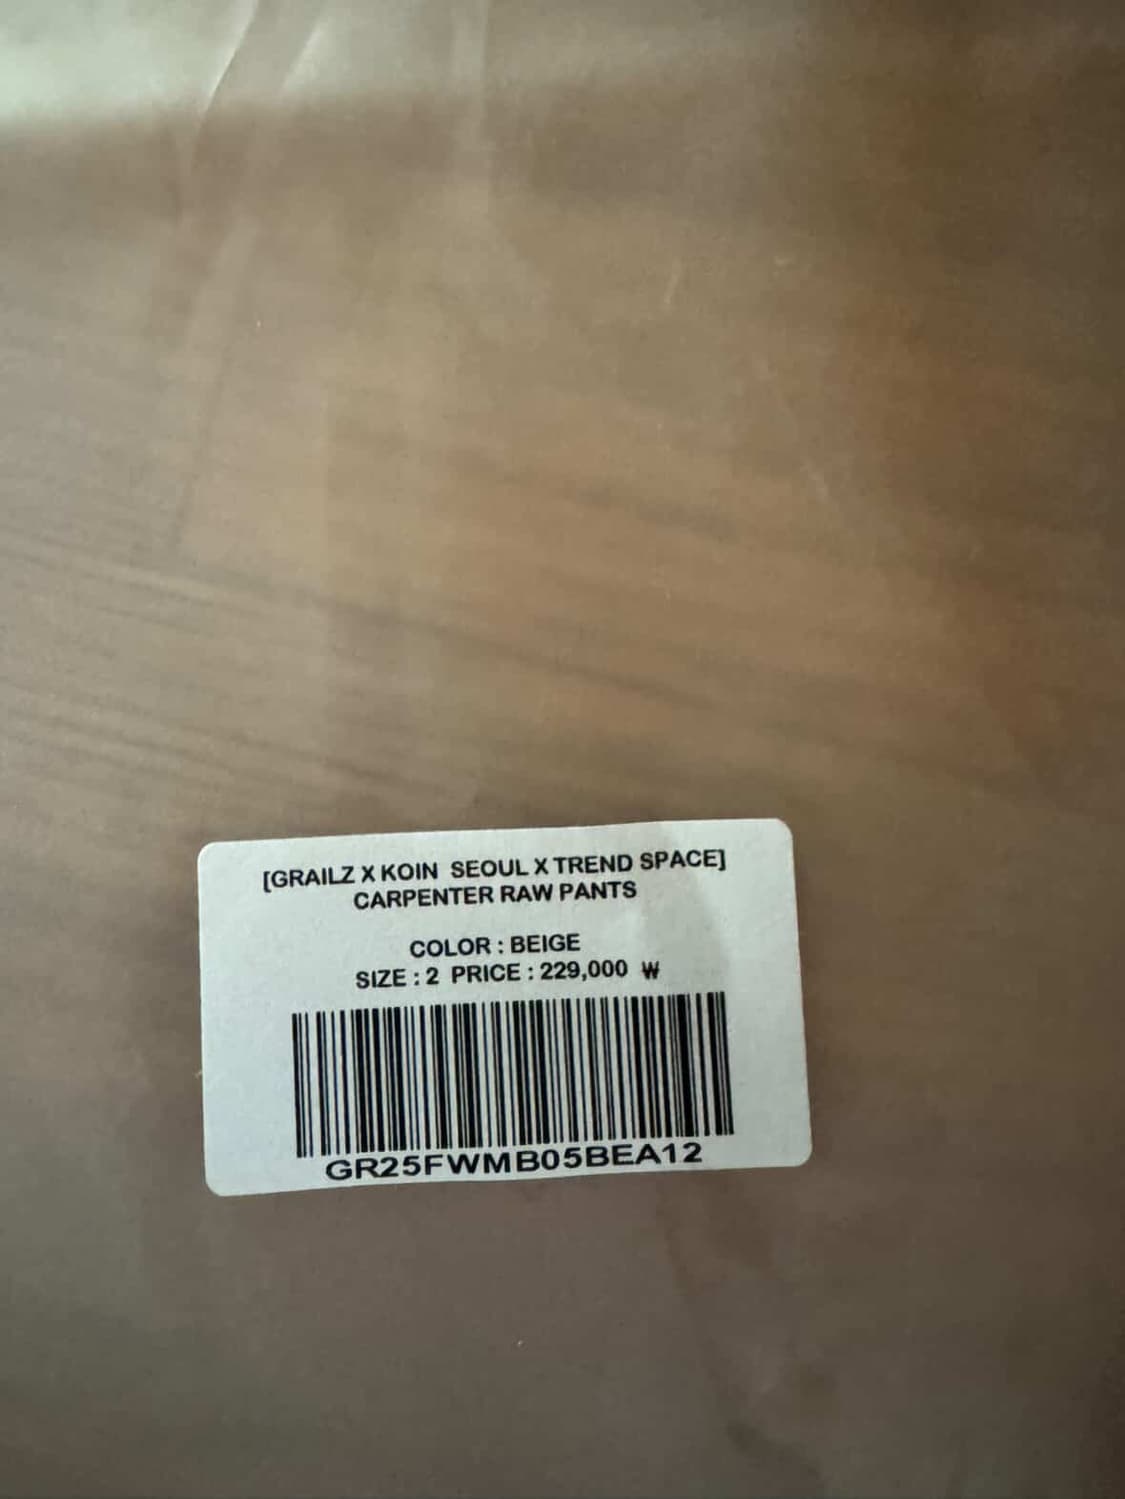 [GRAILZ X KOIN SEOUL X TREND SPACE]
CARPENTER RAW PANTS
COLOR : BEIGE
SIZE : 2 PRICE : 229,000 ₩
GR25FWMB05BEA12